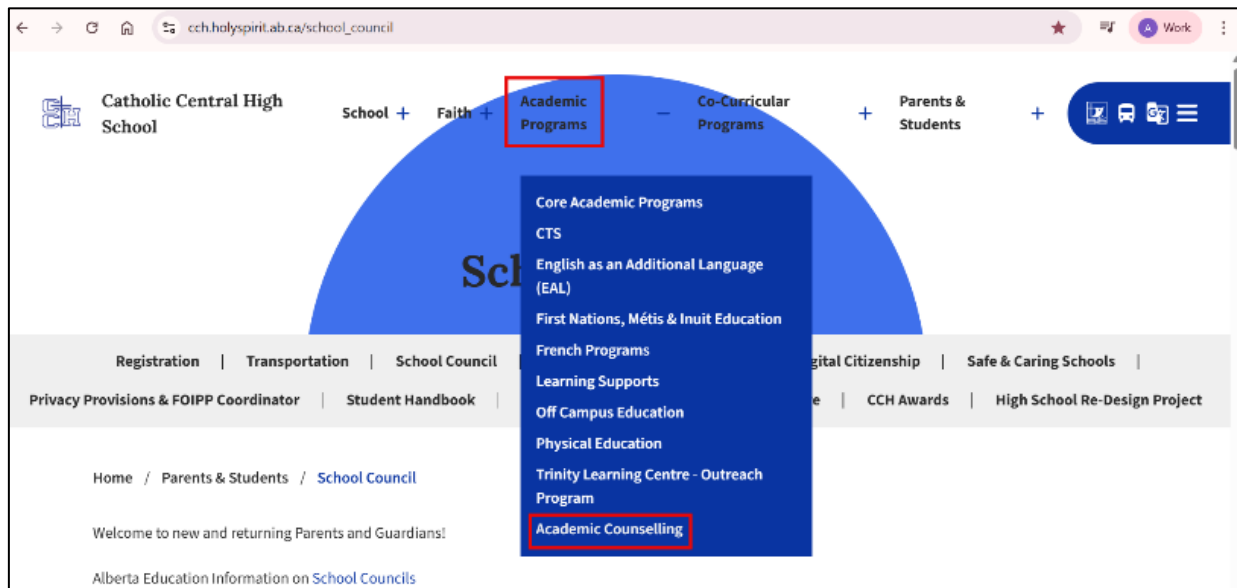 cch.holyspirit.ab.ca/school_council
A Work
CCH
Catholic Central High
School
School +
Faith +
Academic
Programs
Co-Curricular
Programs
Parents &
Students
Core Academic Programs
CTS
English as an Additional Language
(EAL)
First Nations, Métis & Inuit Education
French Programs
Learning Supports
Off Campus Education
Physical Education
Trinity Learning Centre - Outreach
Program
Academic Counselling
Sch
Registration | Transportation | School Council | gital Citizenship | Safe & Caring Schools |
Privacy Provisions & FOIPP Coordinator | Student Handbook | e | CCH Awards | High School Re-Design Project
Home / Parents & Students / School Council
Welcome to new and returning Parents and Guardians!
Alberta Education Information on School Councils